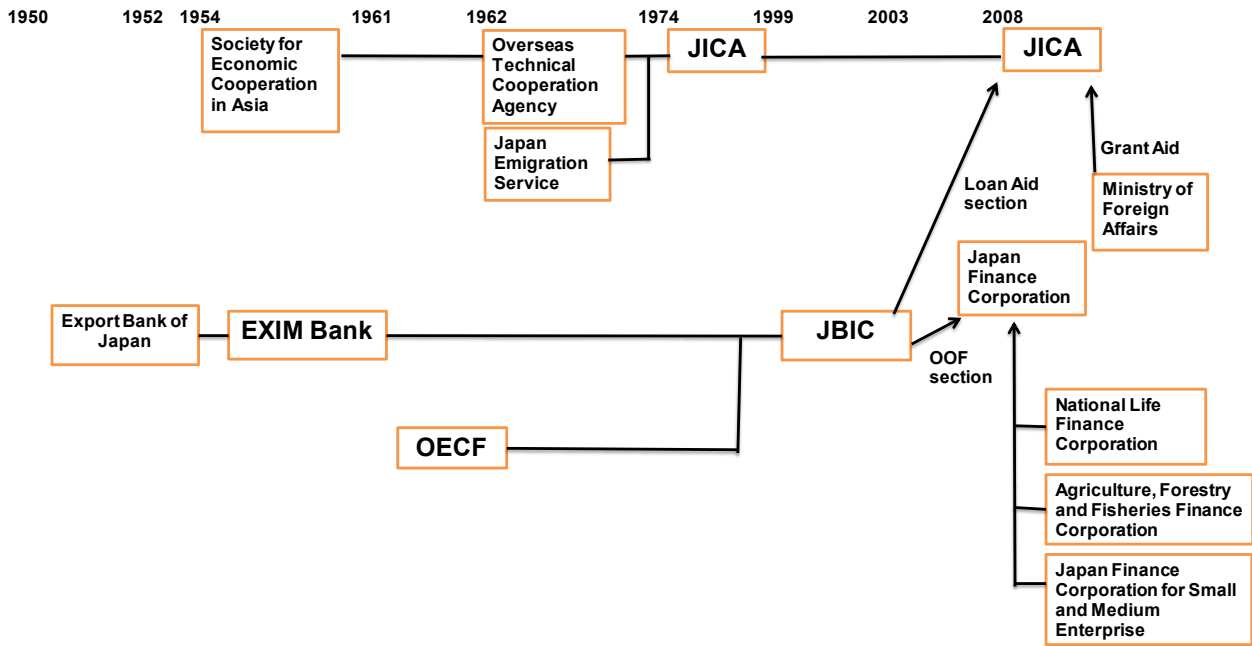 1950 1952 1954 1961 1962 1974 1999 2003 2008
Society for
Economic
Cooperation
in Asia
Overseas
Technical
Cooperation
Agency
JICA
JICA
Japan
Emigration
Service
Grant Aid
Loan Aid
section
Ministry of
Foreign
Affairs
Japan
Finance
Corporation
Export Bank of
Japan
EXIM Bank
JBIC
OOF
section
OECF
National Life
Finance
Corporation
Agriculture, Forestry
and Fisheries Finance
Corporation
Japan Finance
Corporation for Small
and Medium
Enterprise